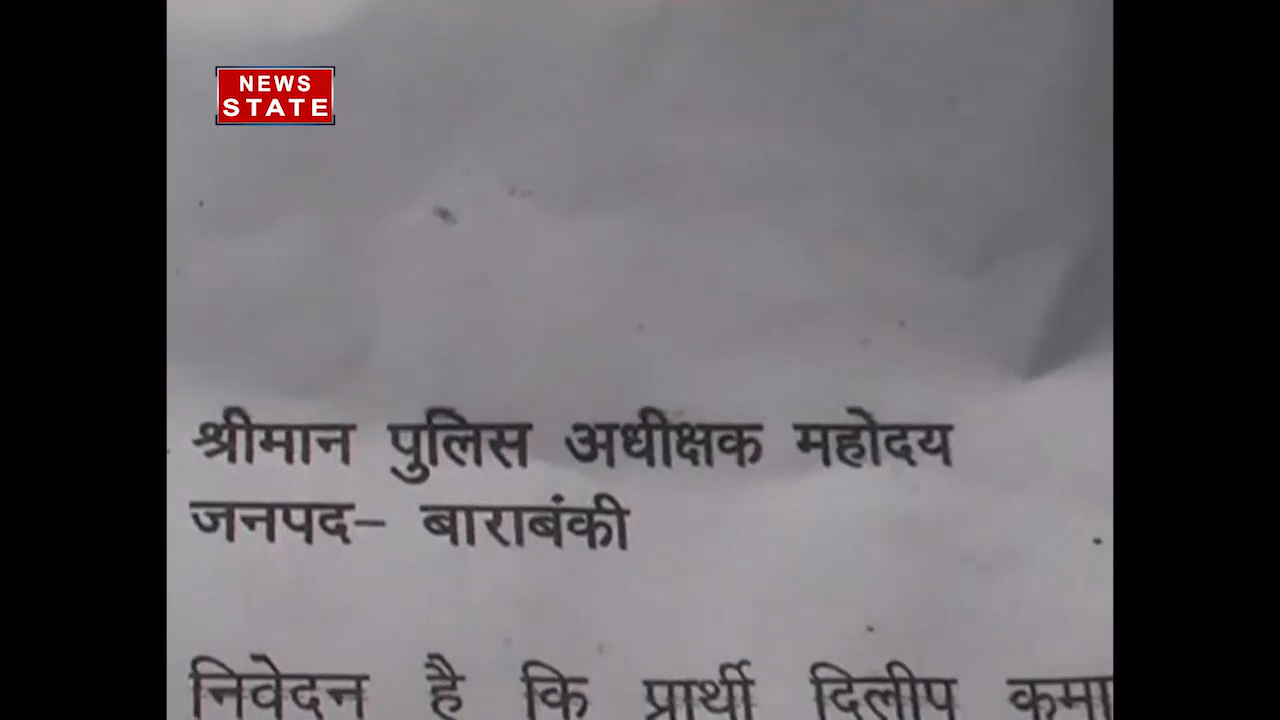 NEWS
STATE
श्रीमान पुलिस अधीक्षक महोदय
जनपद- बाराबंकी
निवेदन है कि प्रार्थी दिलीप कुमा